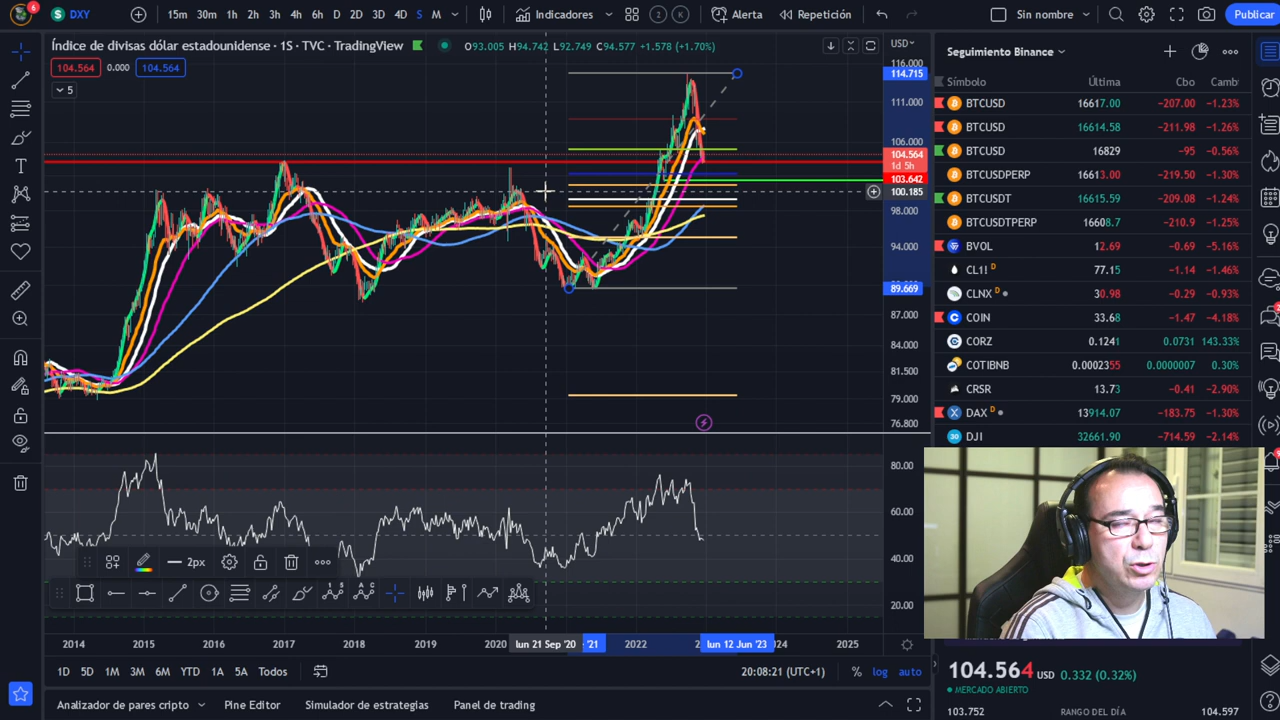 6
DXY
15m 30m 1h 2h 3h 4h 6h D 2D 3D 4D S M
Indicadores
2 K
Alerta
Repetición
Sin nombre
Publicar
Índice de divisas dólar estadounidense · 1S · TVC · TradingView
O93.005 H94.742 L92.749 C94.577 +1.578 (+1.70%)
USD
104.564 0.000 104.564
5
116.000
114.715
111.000
106.000
104.564
1d 5h
103.642
100.185
98.000
94.000
89.669
87.000
84.000
81.500
79.000
76.800
80.00
50.00
40.00
20.00
2px
2014 2015 2016 2017 2018 2019 2020 lun 21 Sep '20 '21 2022 lun 12 Jun '23 2025
1D 5D 1M 3M 6M YTD 1A 5A Todos
20:08:21 (UTC+1)
% log auto
Analizador de pares cripto
Pine Editor
Simulador de estrategias
Panel de trading
Seguimiento Binance
Símbolo Última Cbo
BTCUSD 16617.00 −207.00 −1.23%
BTCUSD 16614.58 −211.98 −1.26%
BTCUSD 16829 −95 −0.56%
BTCUSDPERP 16613.00 −219.50 −1.30%
BTCUSDT 16615.59 −209.08 −1.24%
BTCUSDTPERP 16608.7 −210.9 −1.25%
BVOL 12.69 −0.69 −5.16%
CL1! D 77.15 −1.14 −1.46%
CLNX D 30.98 −0.29 −0.93%
COIN 33.68 −1.47 −4.18%
CORZ 0.1241 0.0731 143.33%
COTIBNB 0.0002355 0.0000007 0.30%
CRSR 13.73 −0.41 −2.90%
DAX D 13914.07 −183.75 −1.30%
DJI 32661.90 −714.59 −2.14%
104.564 USD 0.332 (0.32%)
MERCADO ABIERTO
RANGO DEL DÍA
103.752 104.597